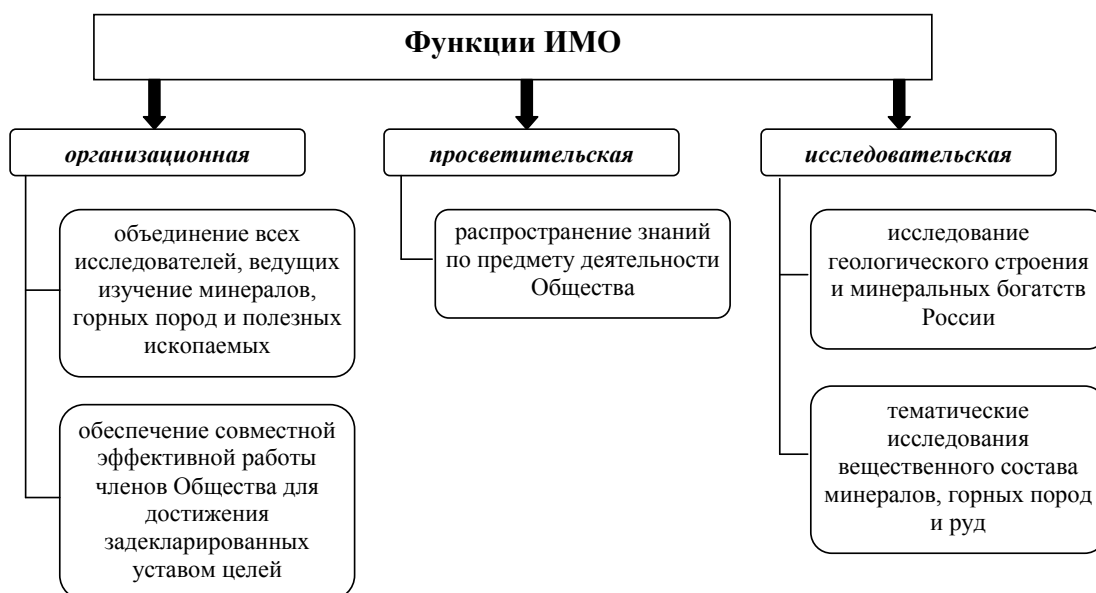 Функции ИМО
организационная
просветительская
исследовательская
объединение всех
исследователей, ведущих
изучение минералов,
горных пород и полезных
ископаемых
обеспечение совместной
эффективной работы
членов Общества для
достижения
задекларированных
уставом целей
распространение знаний
по предмету деятельности
Общества
исследование
геологического строения
и минеральных богатств
России
тематические
исследования
вещественного состава
минералов, горных пород
и руд